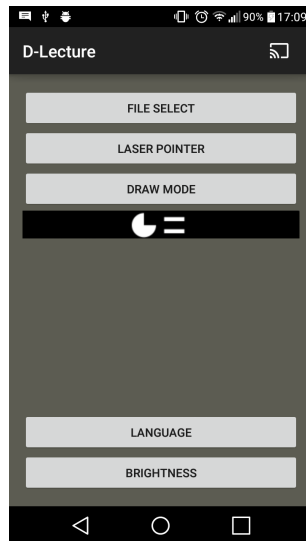 90% 17:09
D-Lecture
FILE SELECT
LASER POINTER
DRAW MODE
LANGUAGE
BRIGHTNESS